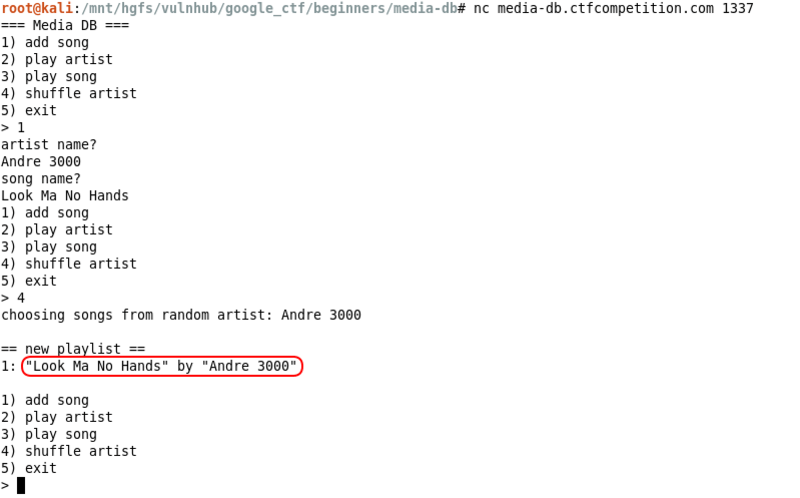 root@kali:/mnt/hgfs/vulnhub/google_ctf/beginners/media-db# nc media-db.ctfcompetition.com 1337
=== Media DB ===
1) add song
2) play artist
3) play song
4) shuffle artist
5) exit
> 1
artist name?
Andre 3000
song name?
Look Ma No Hands
1) add song
2) play artist
3) play song
4) shuffle artist
5) exit
> 4
choosing songs from random artist: Andre 3000
== new playlist ==
1: "Look Ma No Hands" by "Andre 3000"
1) add song
2) play artist
3) play song
4) shuffle artist
5) exit
>